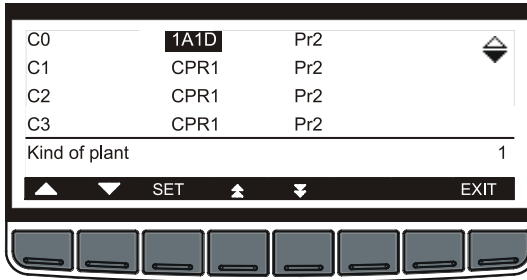 C0 1A1D Pr2
C1 CPR1 Pr2
C2 CPR1 Pr2
C3 CPR1 Pr2
Kind of plant 1
SET EXIT